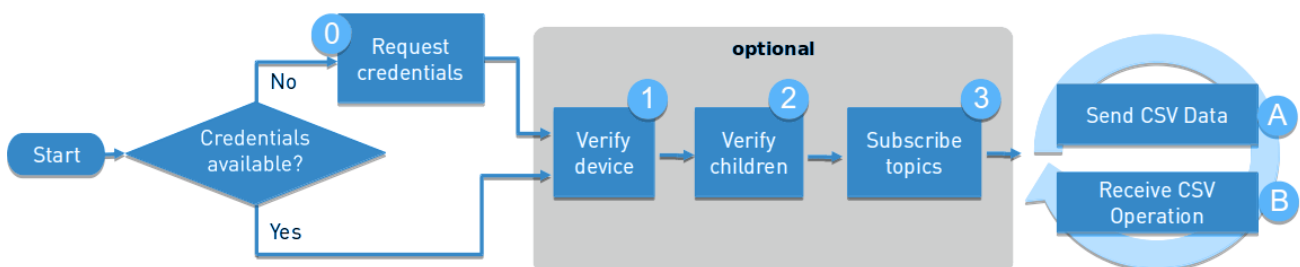 Start
Credentials
available?
No
Yes
0
Request
credentials
optional
1
Verify
device
2
Verify
children
3
Subscribe
topics
Send CSV Data
A
Receive CSV
Operation
B